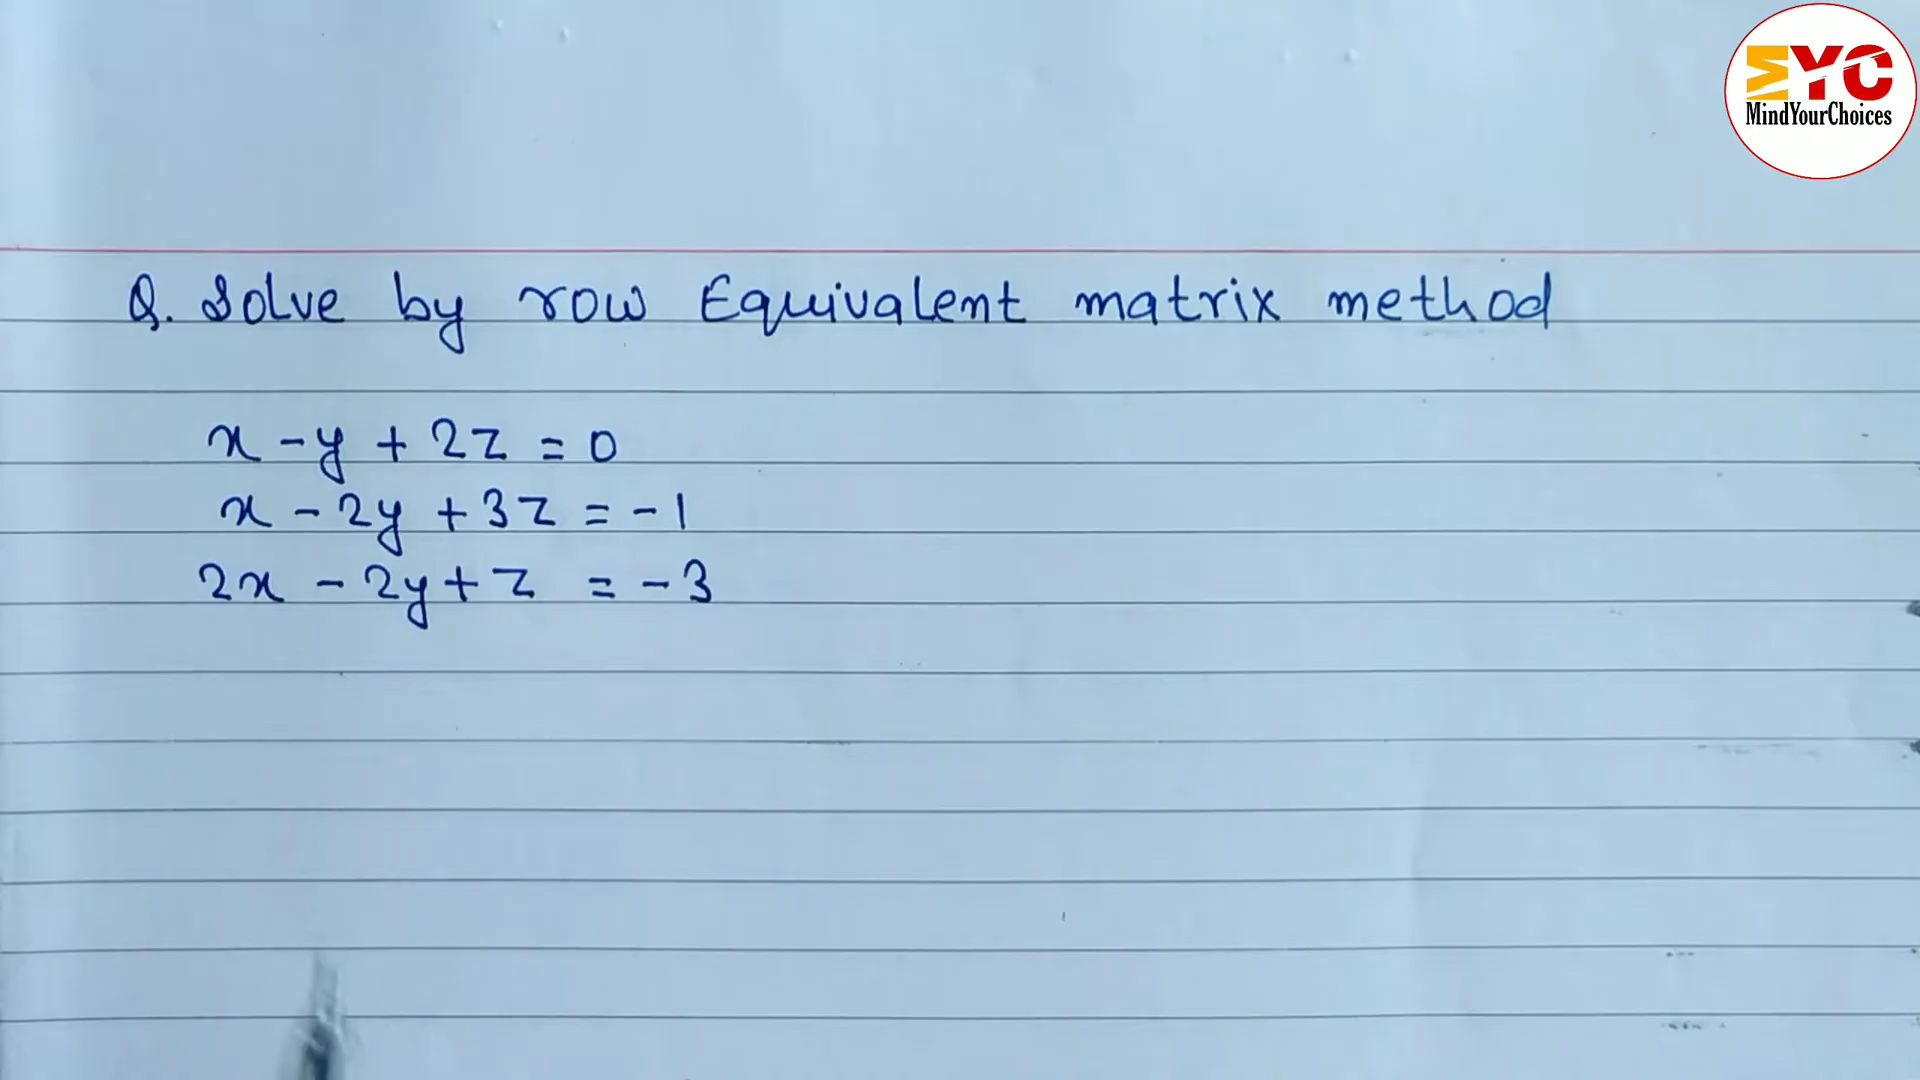 MYC
MindYourChoices
Q. Solve by row Equivalent matrix method
x - y + 2z = 0
x - 2y + 3z = -1
2x - 2y + z = -3